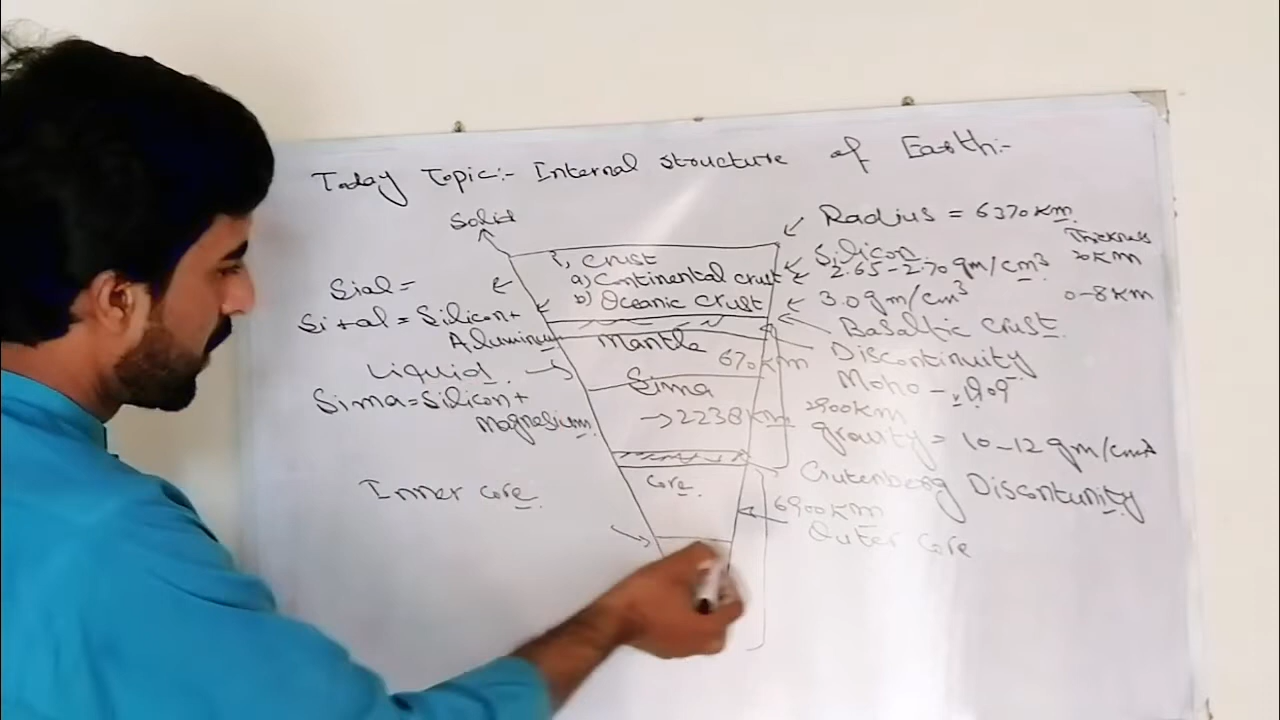 Today Topic:- Internal Structure of Earth:-
Solid
Radius = 6370 km
Thickness
1, Crust
Silicon
a) Continental crust
2.65-2.70 gm/cm³
Sial =
b) Oceanic Crust
3.0 gm/cm³
0-8 km
Si+al = Silicon+
Aluminum
Basaltic Crust
Mantle
670 km
Discontinuity
Liquid
Sima
Moho -
Sima = Silicon+
Magnesium
→2238 km
2900 km
gravity = 10-12 gm/cm³
Core
Gutenberg Discontunity
Inner Core
6900 km
Outer Core